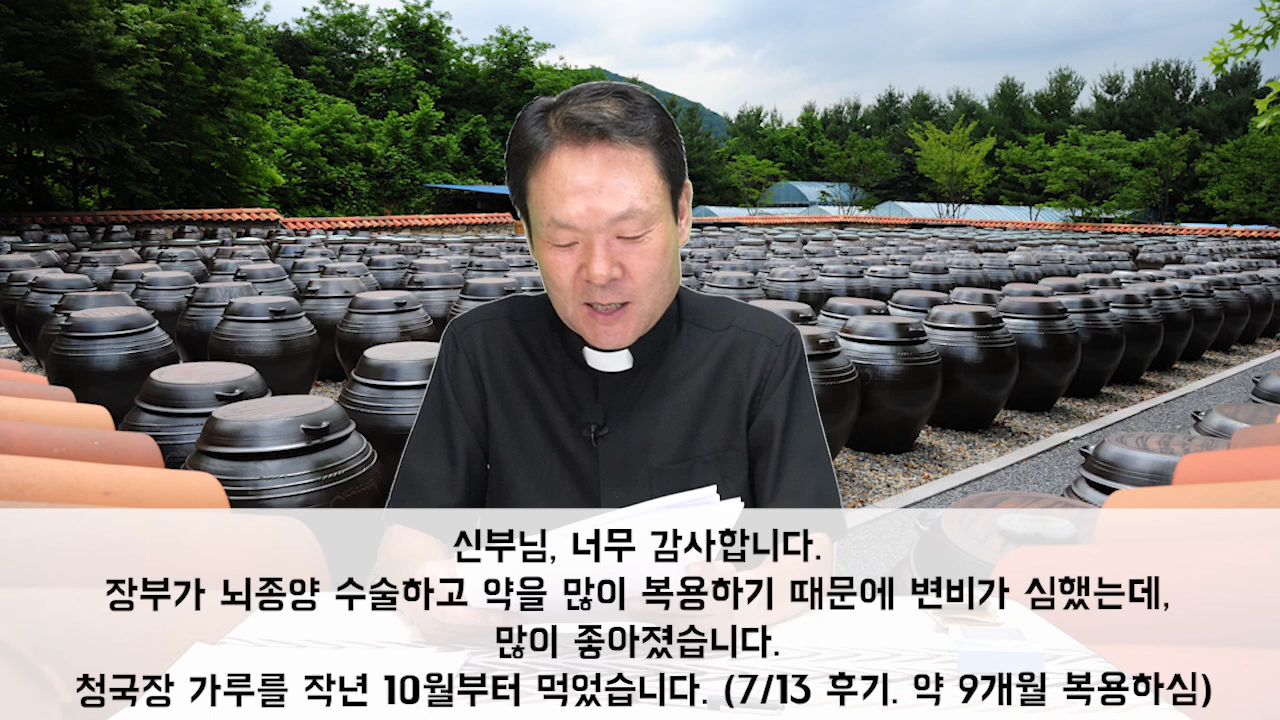 신부님, 너무 감사합니다.
장부가 뇌종양 수술하고 약을 많이 복용하기 때문에 변비가 심했는데,
많이 좋아졌습니다.
청국장 가루를 작년 10월부터 먹었습니다. (7/13 후기. 약 9개월 복용하심)